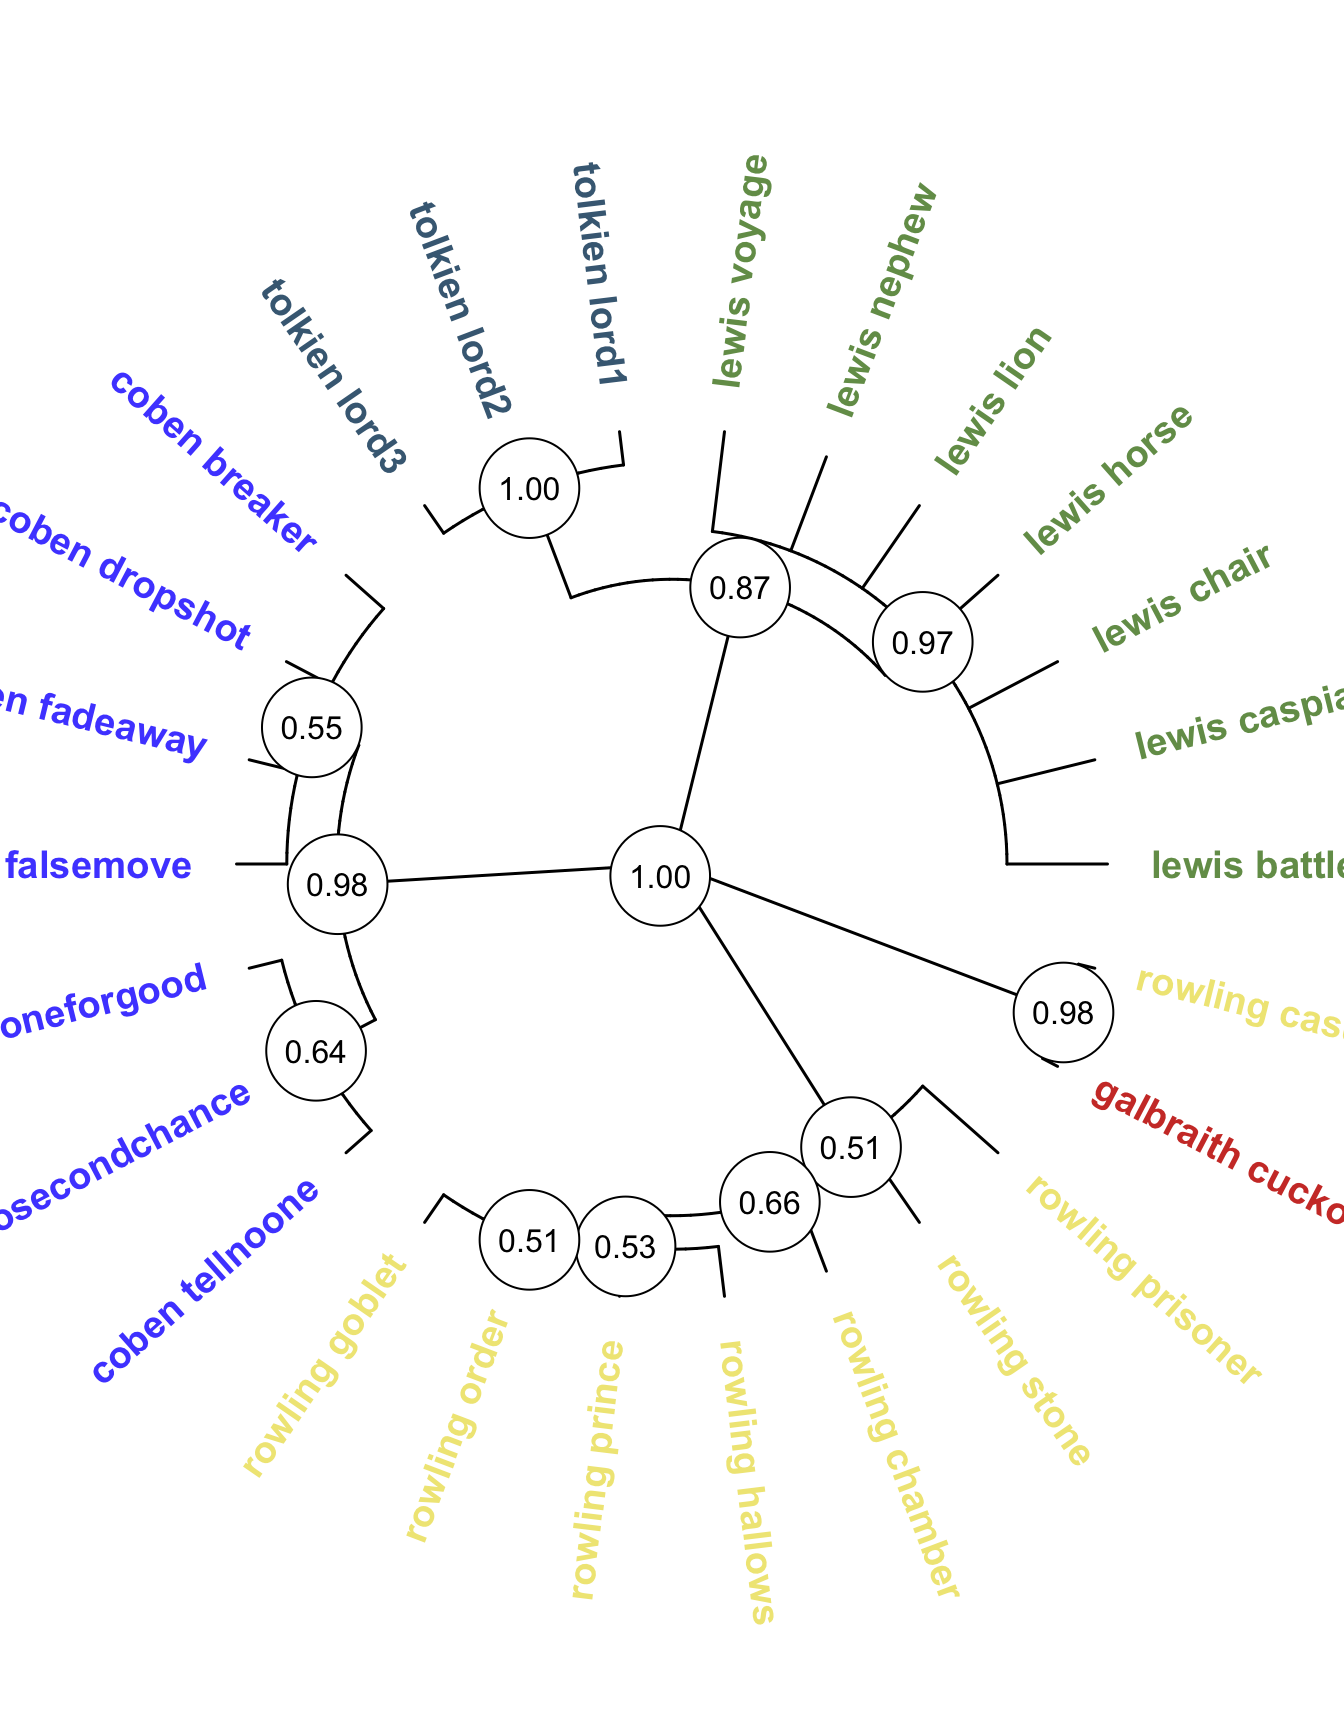 lewis voyage
lewis nephew
lewis lion
lewis horse
lewis chair
lewis caspia
lewis battle
rowling cas
galbraith cucko
rowling prisoner
rowling stone
rowling chamber
rowling hallows
rowling prince
rowling order
rowling goblet
coben tellnoone
osecondchance
oneforgood
falsemove
en fadeaway
coben dropshot
coben breaker
tolkien lord3
tolkien lord2
tolkien lord1
1.00
0.87
0.97
0.55
0.98
1.00
0.64
0.98
0.51
0.66
0.53
0.51